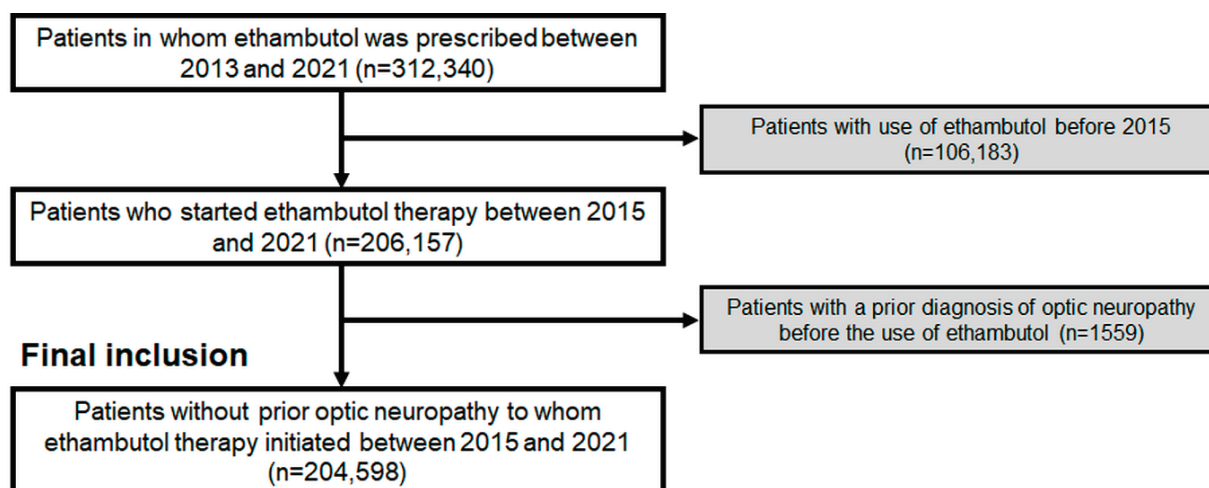 Patients in whom ethambutol was prescribed between
2013 and 2021 (n=312,340)
Patients with use of ethambutol before 2015
(n=106,183)
Patients who started ethambutol therapy between 2015
and 2021 (n=206,157)
Patients with a prior diagnosis of optic neuropathy
before the use of ethambutol (n=1559)
Final inclusion
Patients without prior optic neuropathy to whom
ethambutol therapy initiated between 2015 and 2021
(n=204,598)